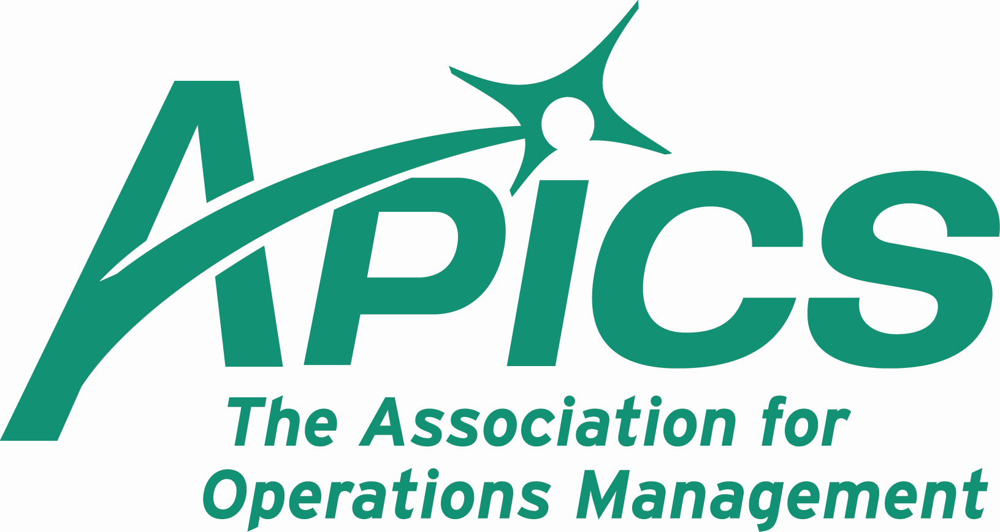 APICS
The Association for
Operations Management